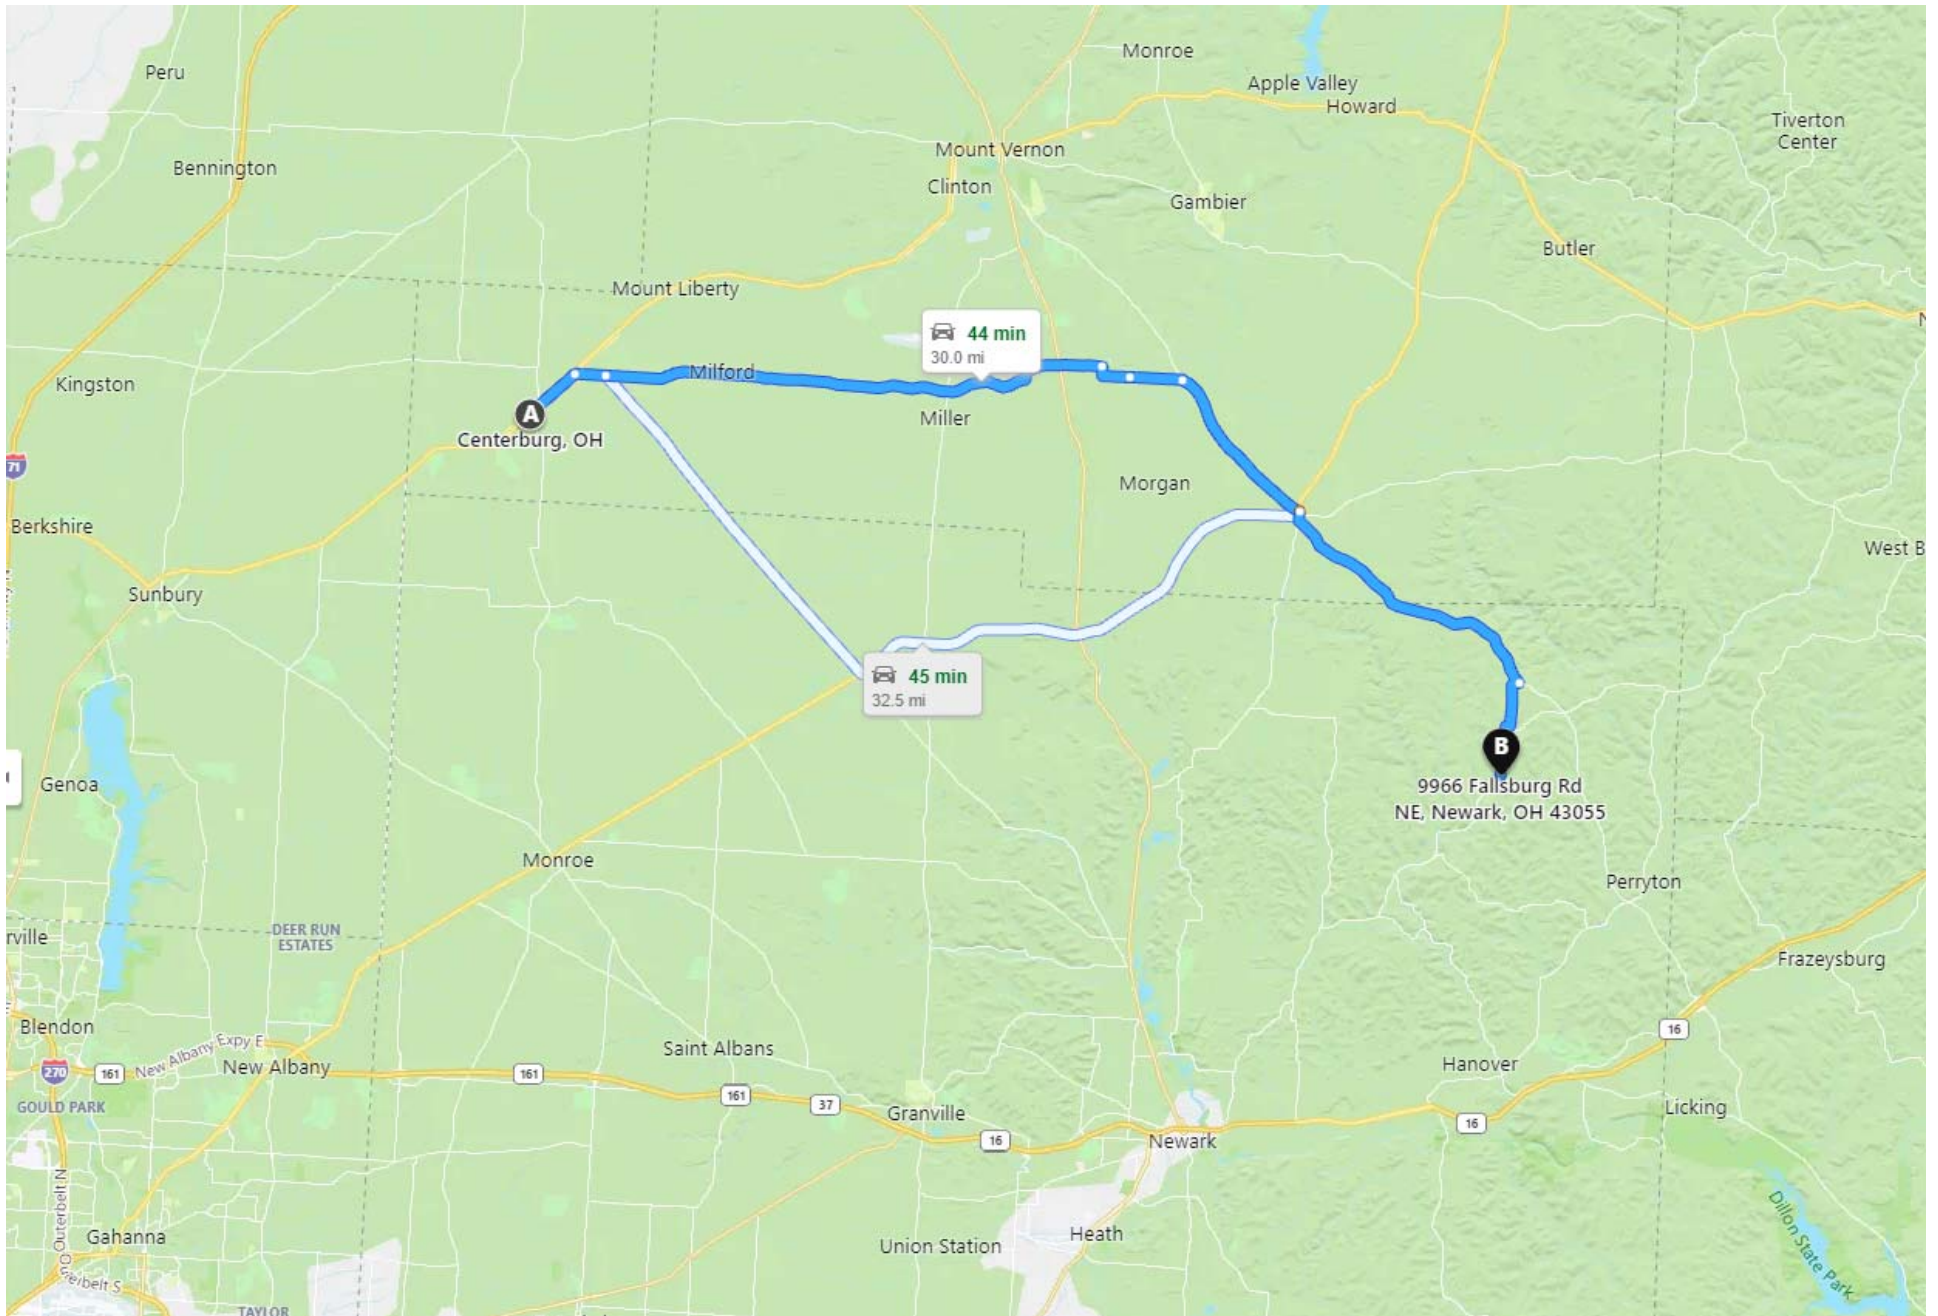 Peru
Monroe
Apple Valley
Howard
Tiverton
Center
Bennington
Mount Vernon
Clinton
Gambier
Butler
Mount Liberty
44 min
30.0 mi
Kingston
Milford
A
Centerburg, OH
Miller
71
Morgan
Berkshire
West B
Sunbury
45 min
32.5 mi
B
9966 Fallsburg Rd
NE, Newark, OH 43055
Genoa
Monroe
Perryton
DEER RUN
ESTATES
rville
Frazeysburg
Blendon
New Albany Expy E
16
270
161
New Albany
161
Saint Albans
Hanover
161
37
GOULD PARK
Granville
16
16
Licking
Newark
Outerbelt N
Gahanna
Union Station
Heath
Dillon State Park
erbelt S
TAYLOR